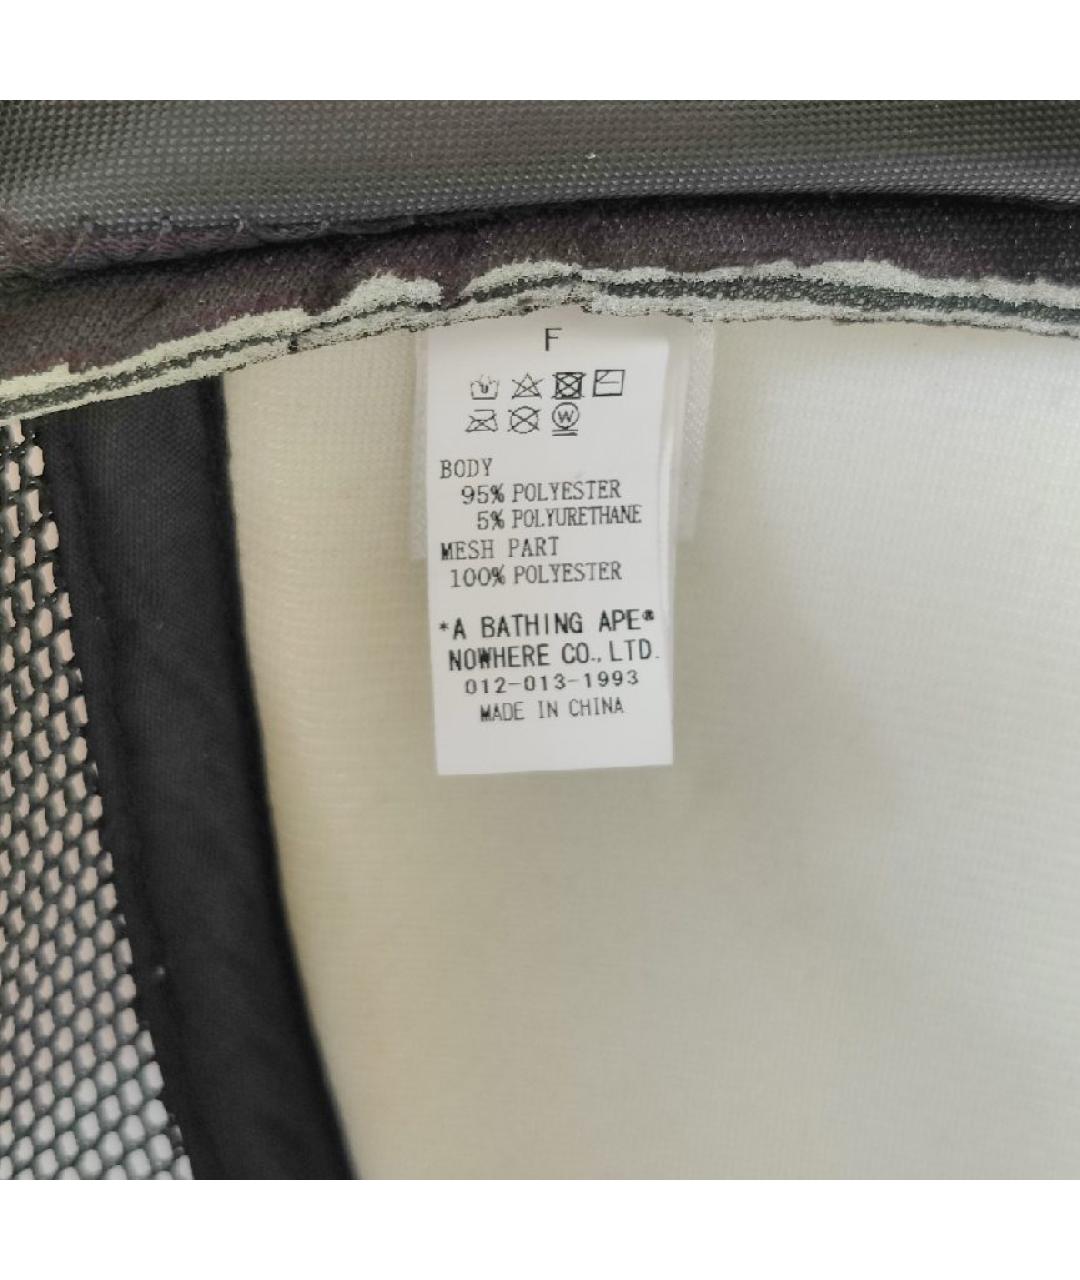 F
W
BODY
95% POLYESTER
5% POLYURETHANE
MESH PART
100% POLYESTER
*A BATHING APE®
NOWHERE CO., LTD.
012-013-1993
MADE IN CHINA